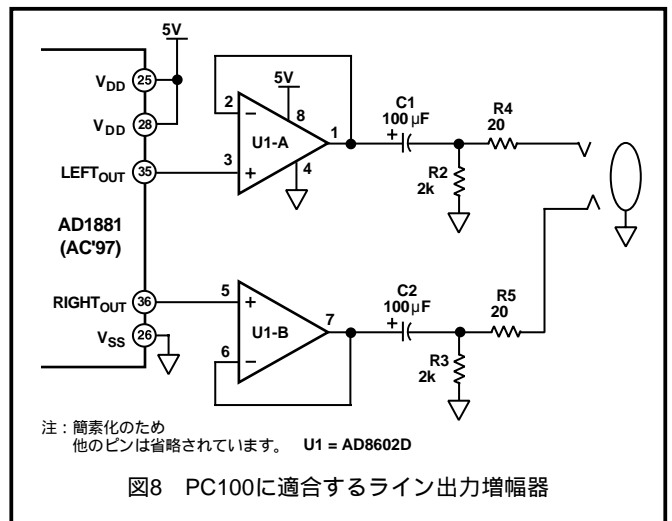 5V
VDD 25
VDD 28
LEFTOUT 35
AD1881
(AC'97)
RIGHTOUT 36
VSS 26
5V
2
8
−
U1-A
1
3
+
4
C1
100µF
+
R4
20
R2
2k
5
+
U1-B
7
6
−
C2
100µF
+
R5
20
R3
2k
注：簡素化のため
他のピンは省略されています。 U1 = AD8602D
図8 PC100に適合するライン出力増幅器